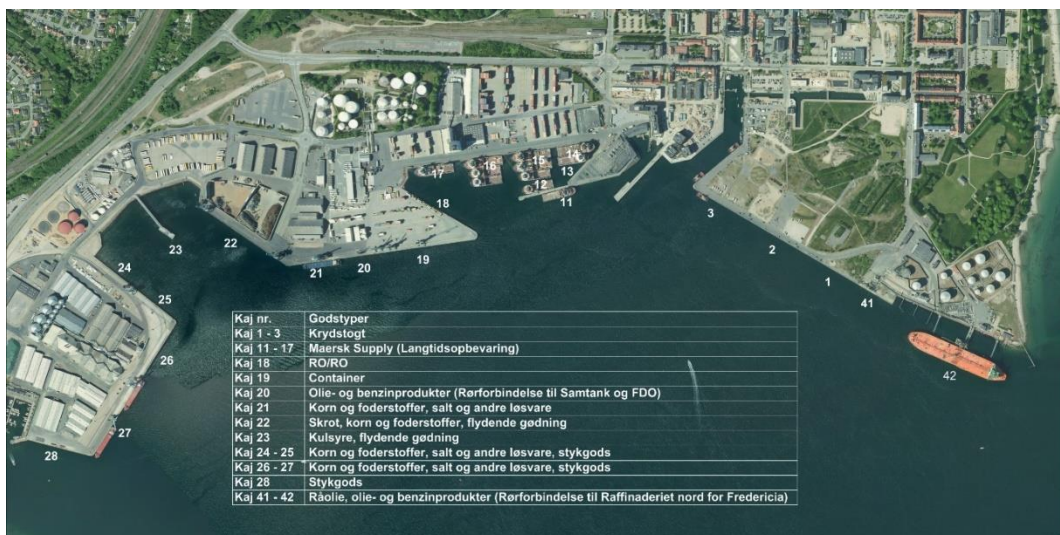 17
16
15
14
12
13
11
18
3
22
23
21
20
19
2
24
1
25
41
26
42
27
28
Kaj nr. Godstyper
Kaj 1 - 3 Krydstogt
Kaj 11 - 17 Maersk Supply (Langtidsopbevaring)
Kaj 18 RO/RO
Kaj 19 Container
Kaj 20 Olie- og benzinprodukter (Rørforbindelse til Samtank og FDO)
Kaj 21 Korn og foderstoffer, salt og andre løsvare
Kaj 22 Skrot, korn og foderstoffer, flydende gødning
Kaj 23 Kulsyre, flydende gødning
Kaj 24 - 25 Korn og foderstoffer, salt og andre løsvare, stykgods
Kaj 26 - 27 Korn og foderstoffer, salt og andre løsvare, stykgods
Kaj 28 Stykgods
Kaj 41 - 42 Råolie, olie- og benzinprodukter (Rørforbindelse til Raffinaderiet nord for Fredericia)